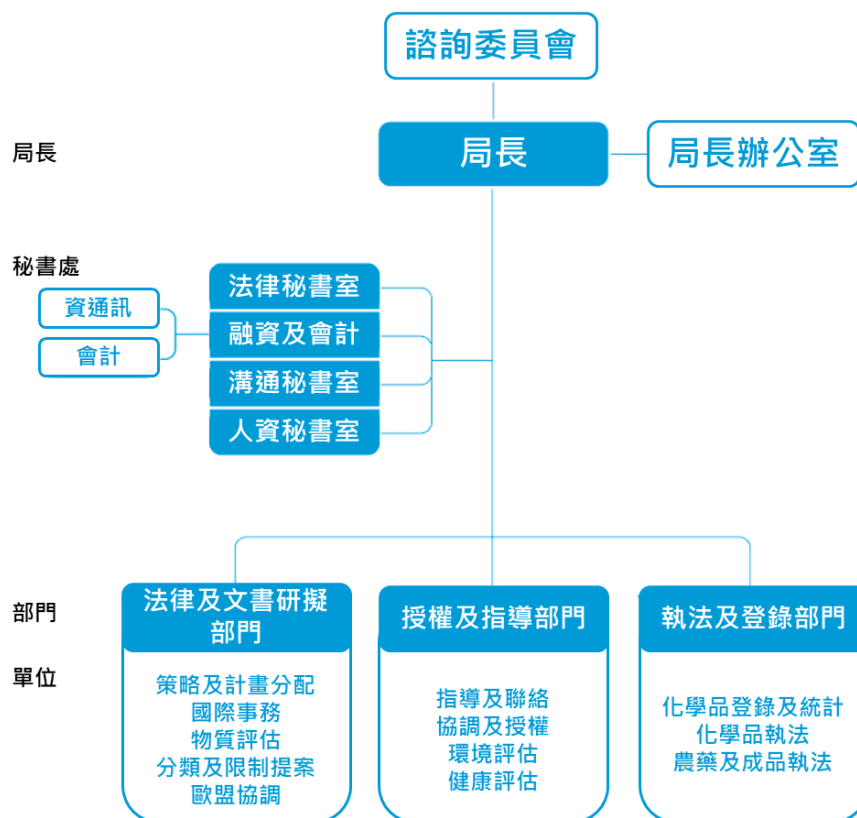 諮詢委員會
局長
局長
局長辦公室
秘書處
資通訊
會計
法律秘書室
融資及會計
溝通秘書室
人資秘書室
部門
法律及文書研擬
部門
授權及指導部門
執法及登錄部門
單位
策略及計畫分配
國際事務
物質評估
分類及限制提案
歐盟協調
指導及聯絡
協調及授權
環境評估
健康評估
化學品登錄及統計
化學品執法
農藥及成品執法